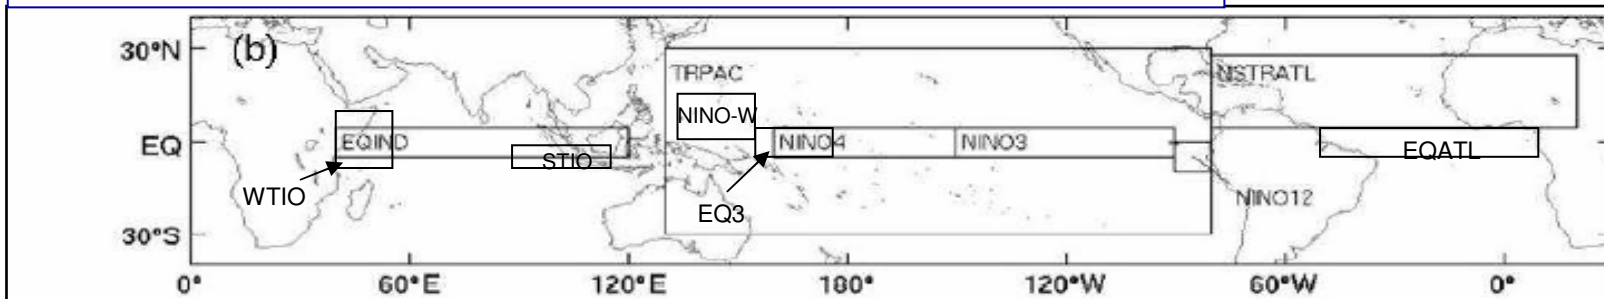 (b)
30°N
TRPAC
NSTRATL
NINO-W
EQ
EQIND
NINO4
NINO3
STIO
EQATL
WTIO
EQ3
NINO12
30°S
0° 60°E 120°E 180° 120°W 60°W 0°